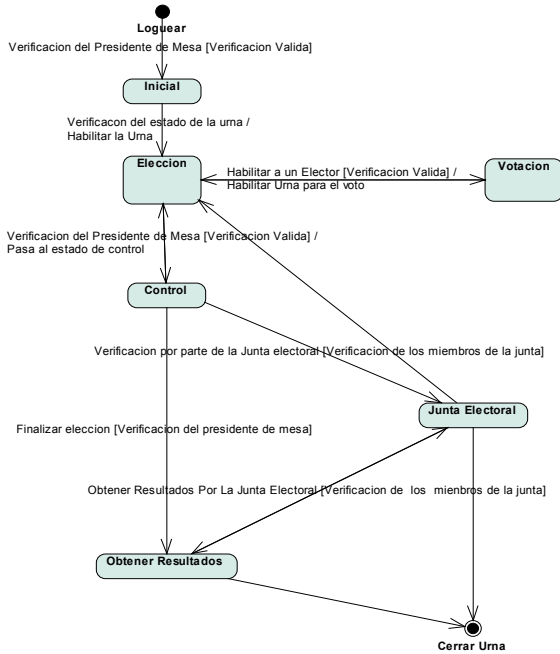 Loguear
Verificacion del Presidente de Mesa [Verificacion Valida]
Inicial
Verificacon del estado de la urna /
Habilitar la Urna
Eleccion
Votacion
Habilitar a un Elector [Verificacion Valida] /
Habilitar Urna para el voto
Verificacion del Presidente de Mesa [Verificacion Valida] /
Pasa al estado de control
Control
Verificacion por parte de la Junta electoral [Verificacion de los miembros de la junta]
Junta Electoral
Finalizar eleccion [Verificacion del presidente de mesa]
Obtener Resultados Por La Junta Electoral [Verificacion de los miembros de la junta]
Obtener Resultados
Cerrar Urna